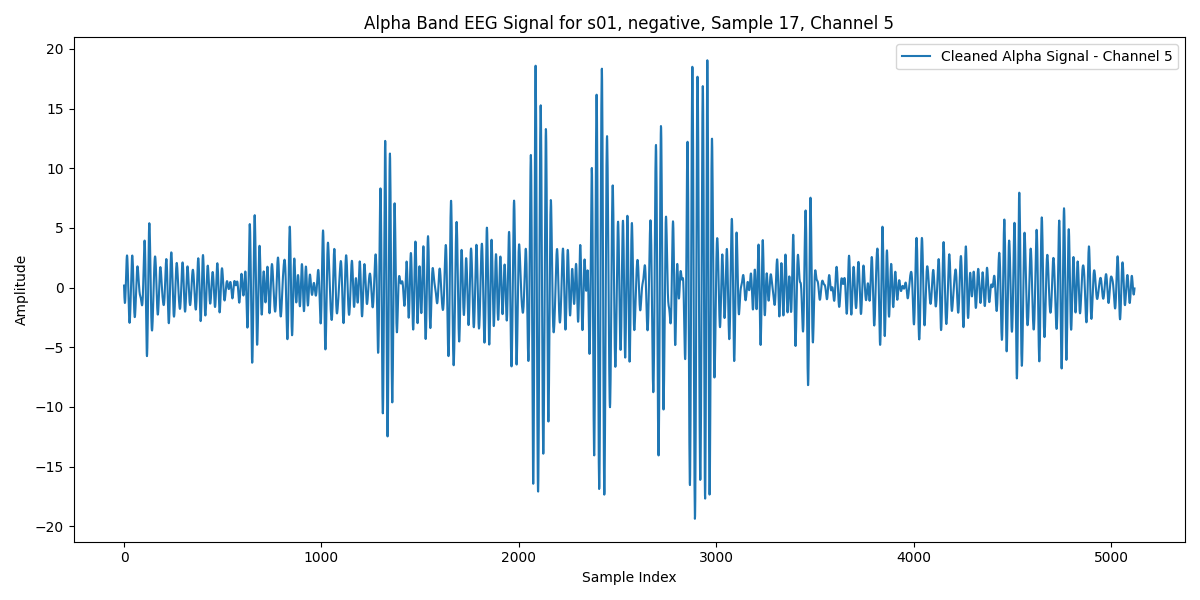 Alpha Band EEG Signal for s01, negative, Sample 17, Channel 5
Cleaned Alpha Signal - Channel 5
20
15
10
5
0
−5
−10
−15
−20
Amplitude
0 1000 2000 3000 4000 5000
Sample Index